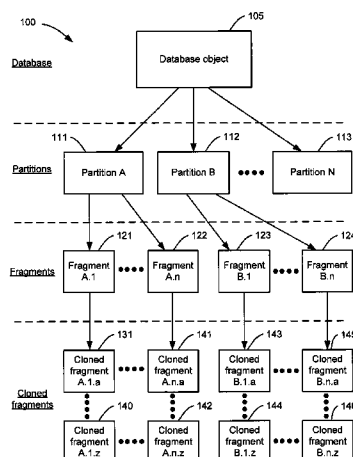 100
105
Database
Database object
111
112
113
Partitions
Partition A
Partition B
Partition N
121
122
123
124
Fragments
Fragment
A.1
Fragment
A.n
Fragment
B.1
Fragment
B.n
131
141
143
145
Cloned
fragments
Cloned
fragment
A.1.a
Cloned
fragment
A.n.a
Cloned
fragment
B.1.a
Cloned
fragment
B.n.a
140
142
144
Cloned
fragment
A.1.z
Cloned
fragment
A.n.z
Cloned
fragment
B.1.z
Cloned
fragment
B.n.z